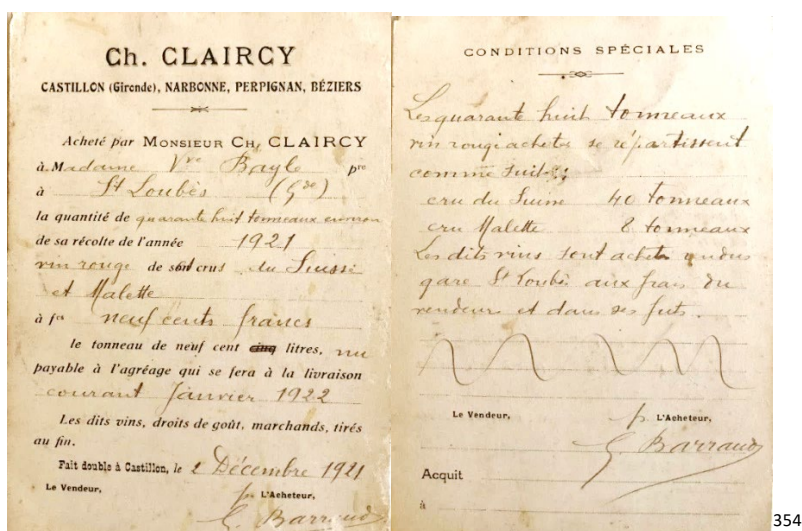 Ch. CLAIRCY
CASTILLON (Gironde), NARBONNE, PERPIGNAN, BÉZIERS
Acheté par MONSIEUR CH. CLAIRCY
à Madame Vve Bayle pre
à St Loubès (Gde)
la quantité de quarante huit tonneaux environ
de sa récolte de l'année 1921
vin rouge de son crus du Suisse
et Malette
à fcs neuf cents francs
le tonneau de neuf cent cinq litres, nu
payable à l'agréage qui se fera à la livraison
courant Janvier 1922
Les dits vins, droits de goût, marchands, tirés
au fin.
Fait double à Castillon, le 2 Décembre 1921
Le Vendeur, pr L'Acheteur,
G. Barraud
CONDITIONS SPÉCIALES
Les quarante huit tonneaux
vin rouge achetés se répartissent
comme suit :
cru du Suisse 40 tonneaux
cru Malette 8 tonneaux
Les dits vins sont achetés rendus
gare St Loubès aux frais du
vendeur et dans ses futs.
Le Vendeur, pr L'Acheteur,
G. Barraud
Acquit
à
354